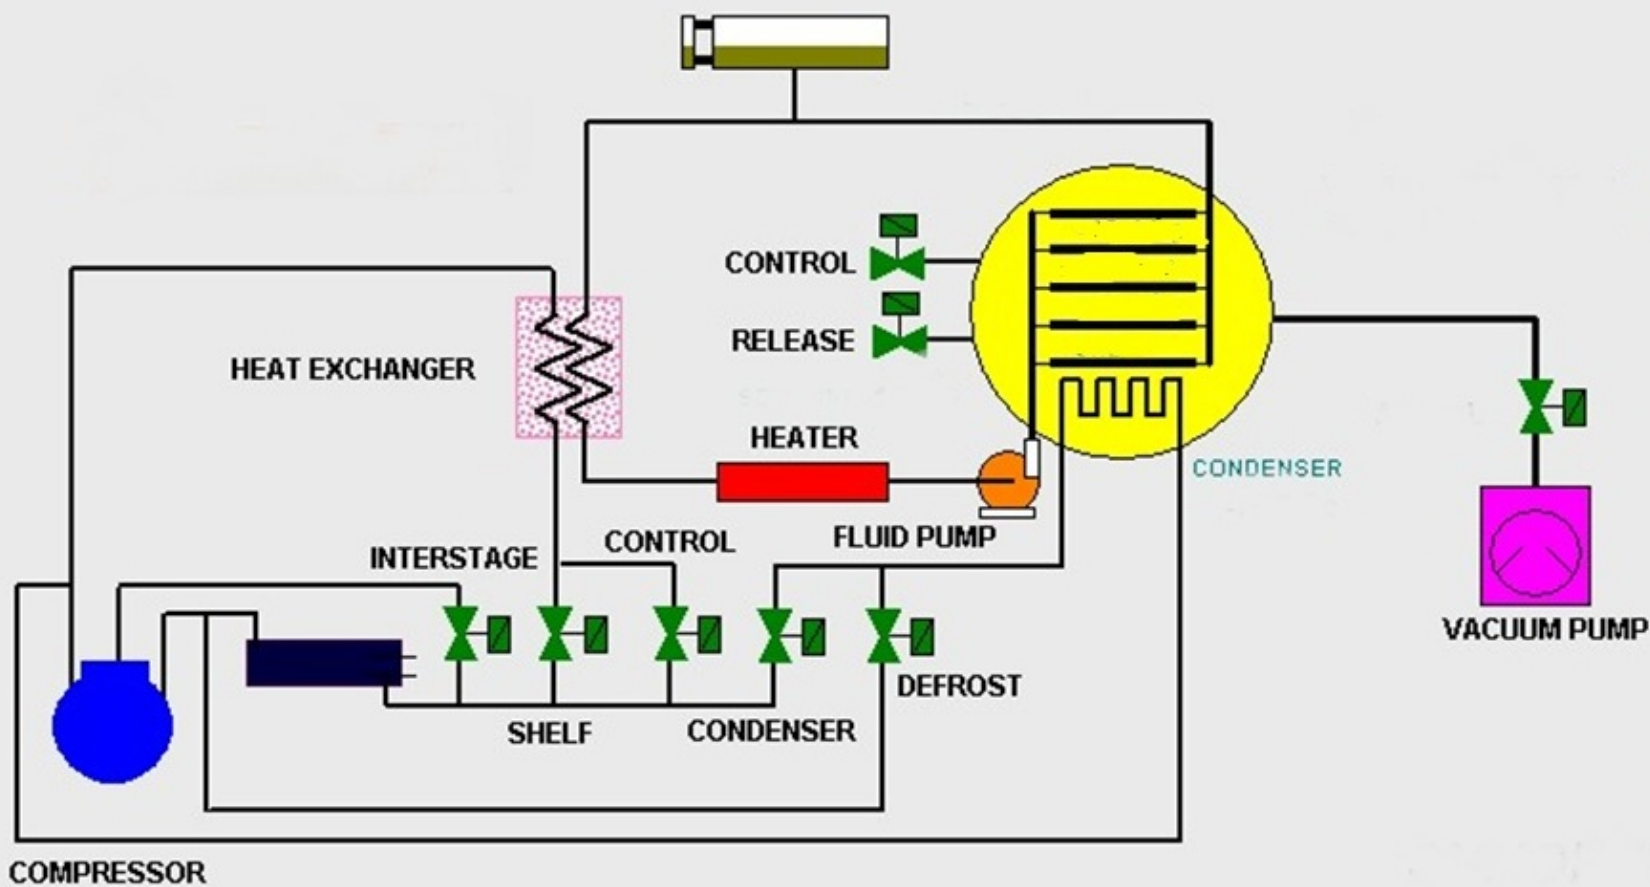 CONTROL
RELEASE
HEAT EXCHANGER
HEATER
CONDENSER
FLUID PUMP
CONTROL
INTERSTAGE
VACUUM PUMP
DEFROST
SHELF
CONDENSER
COMPRESSOR